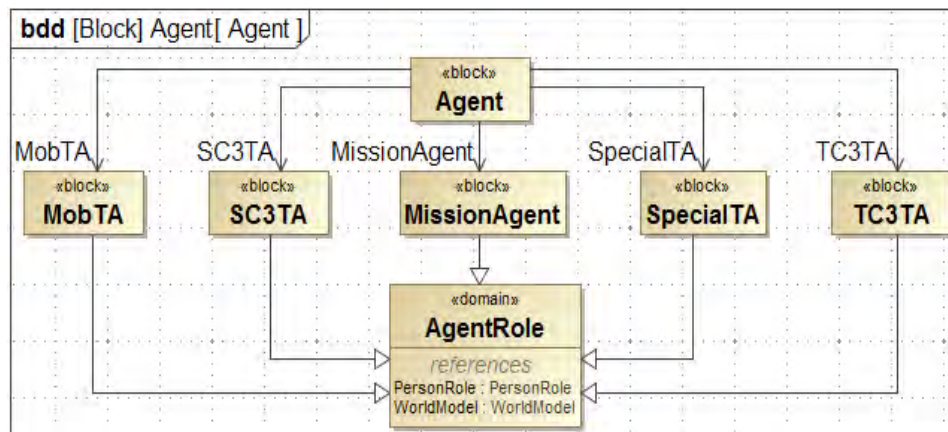 bdd [Block] Agent[ Agent ]
«block»
Agent
MobTA
SC3TA
MissionAgent
SpecialTA
TC3TA
«block»
MobTA
«block»
SC3TA
«block»
MissionAgent
«block»
SpecialTA
«block»
TC3TA
«domain»
AgentRole
references
PersonRole : PersonRole
WorldModel : WorldModel